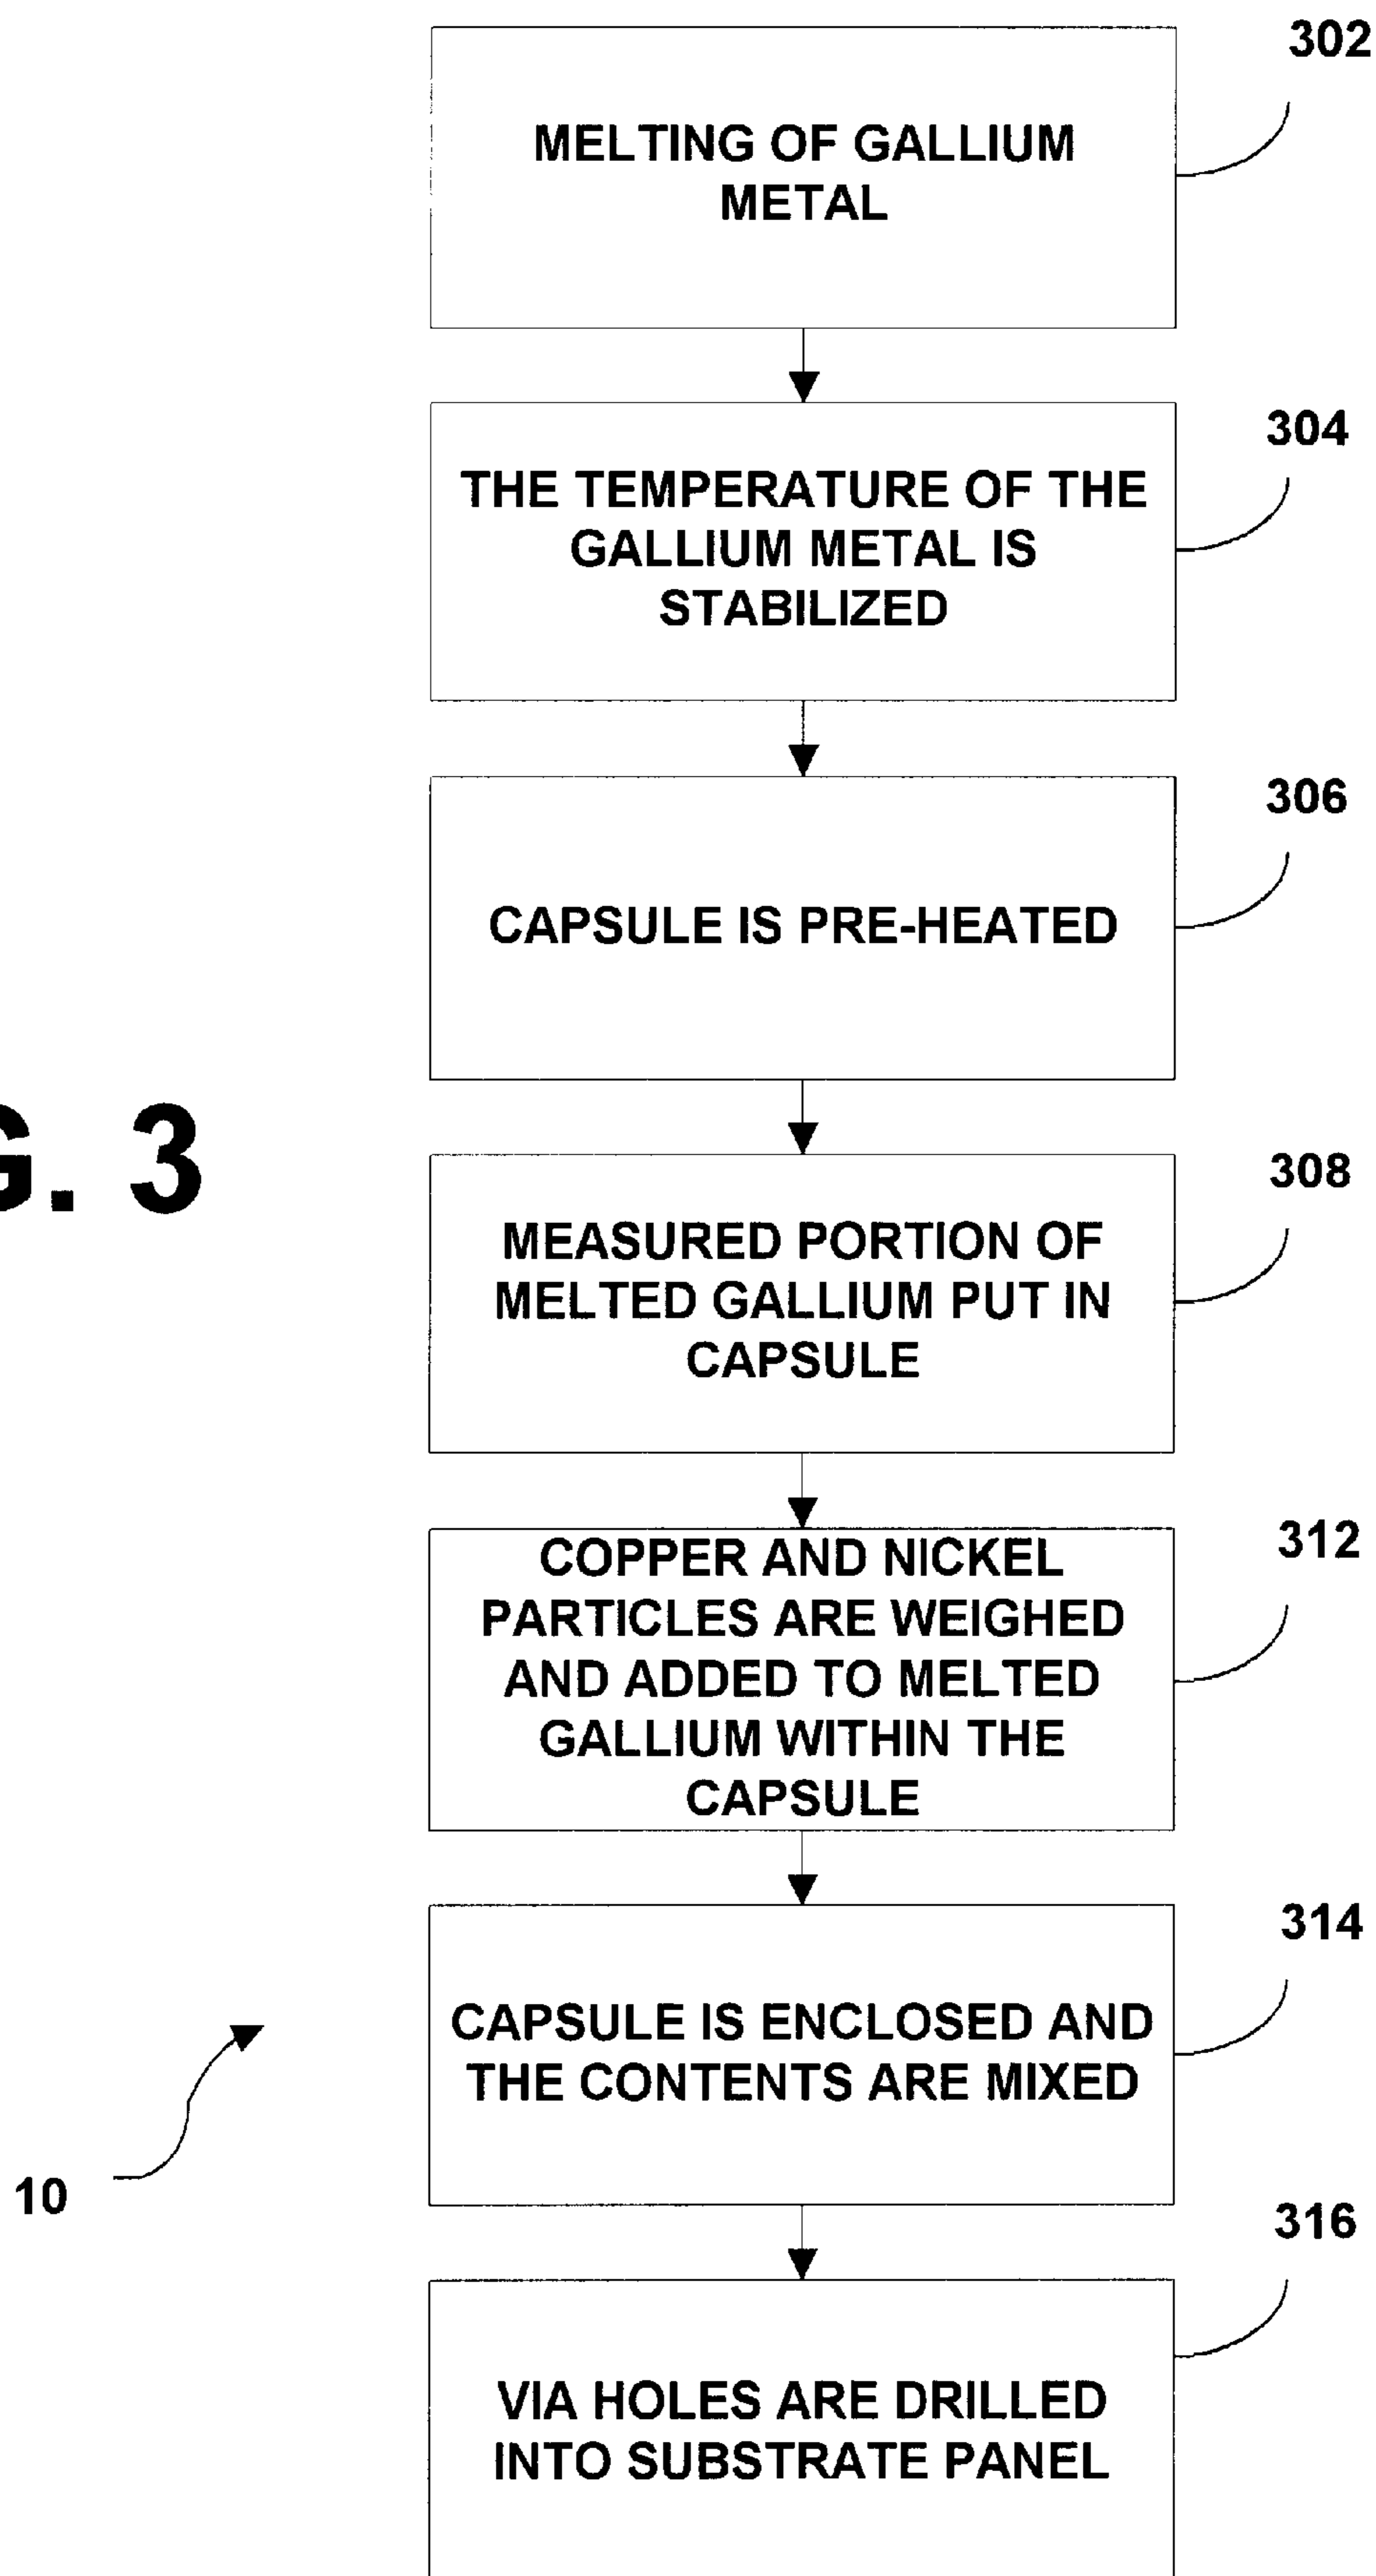 302
MELTING OF GALLIUM
METAL
304
THE TEMPERATURE OF THE
GALLIUM METAL IS
STABILIZED
306
CAPSULE IS PRE-HEATED
G. 3
308
MEASURED PORTION OF
MELTED GALLIUM PUT IN
CAPSULE
312
COPPER AND NICKEL
PARTICLES ARE WEIGHED
AND ADDED TO MELTED
GALLIUM WITHIN THE
CAPSULE
314
CAPSULE IS ENCLOSED AND
THE CONTENTS ARE MIXED
10
316
VIA HOLES ARE DRILLED
INTO SUBSTRATE PANEL